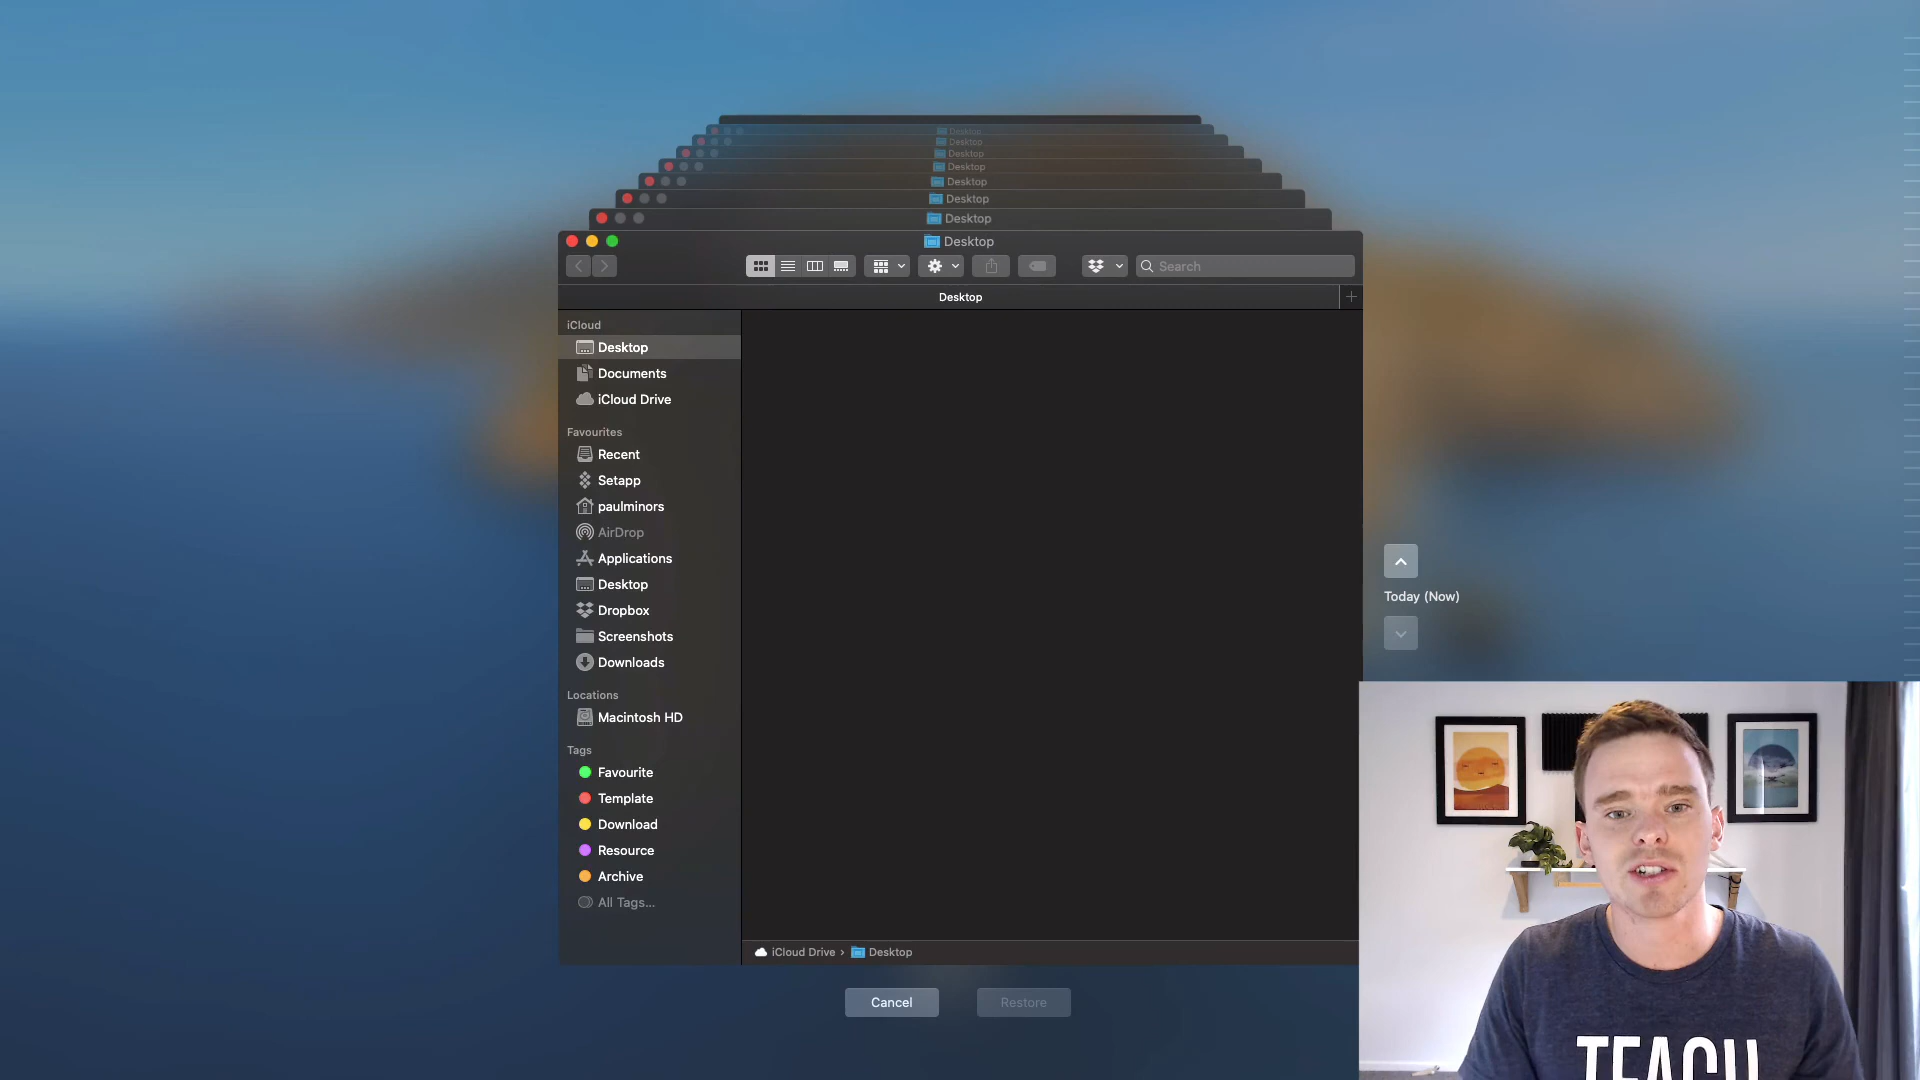 Desktop
Desktop
Desktop
Desktop
Desktop
Desktop
Desktop
Desktop
Search
Desktop
iCloud
Desktop
Documents
iCloud Drive
Favourites
Recent
Setapp
paulminors
AirDrop
Applications
Desktop
Dropbox
Screenshots
Downloads
Locations
Macintosh HD
Tags
Favourite
Template
Download
Resource
Archive
All Tags...
iCloud Drive › Desktop
Today (Now)
Cancel
Restore
TEACH